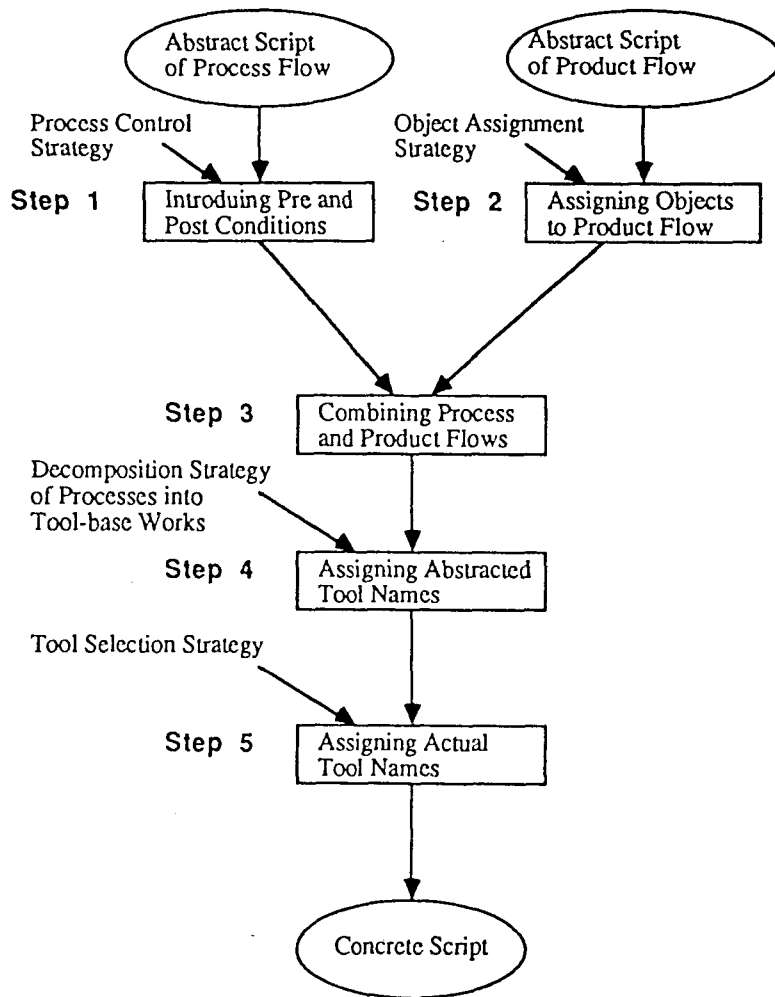 Abstract Script
of Process Flow
Abstract Script
of Product Flow
Process Control
Strategy
Object Assignment
Strategy
Step 1
Introduing Pre and
Post Conditions
Step 2
Assigning Objects
to Product Flow
Step 3
Combining Process
and Product Flows
Decomposition Strategy
of Processes into
Tool-base Works
Step 4
Assigning Abstracted
Tool Names
Tool Selection Strategy
Step 5
Assigning Actual
Tool Names
Concrete Script